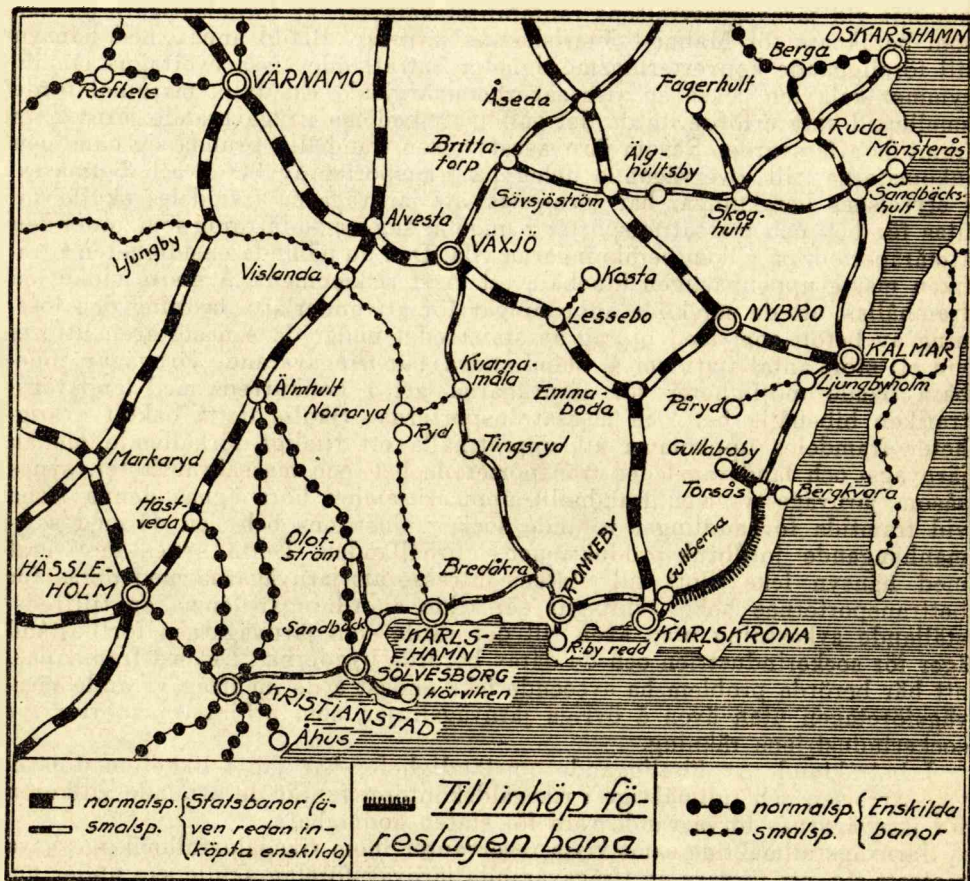 OSKARSHAMN
Berga
Reftele
VÄRNAMO
Åseda
Fagerhult
Ruda
Mönsterås
Britta-
torp
Älg-
hultsby
Sävsjöström
Skog-
hult
Sandbäcks-
hult
Ljungby
Alvesta
VÄXJÖ
Vislanda
Kosta
Lessebo
NYBRO
KALMAR
Kvarna-
måla
Emma-
boda
Ljungbyholm
Påryd
Älmhult
Norraryd
Ryd
Tingsryd
Gullaboby
Markaryd
Torsås
Bergkvara
Häst-
veda
Olof-
ström
HÄSSLE-
HOLM
Bredåkra
RONNEBY
Gullberna
Sandbäck
KARLS-
HAMN
R:by redd
KARLSKRONA
SÖLVESBORG
Hörviken
KRISTIANSTAD
Åhus
normalsp.
smalsp.
Statsbanor (ä-
ven redan in-
köpta enskilda)
Till inköp fö-
reslagen bana
normalsp.
smalsp.
Enskilda
banor